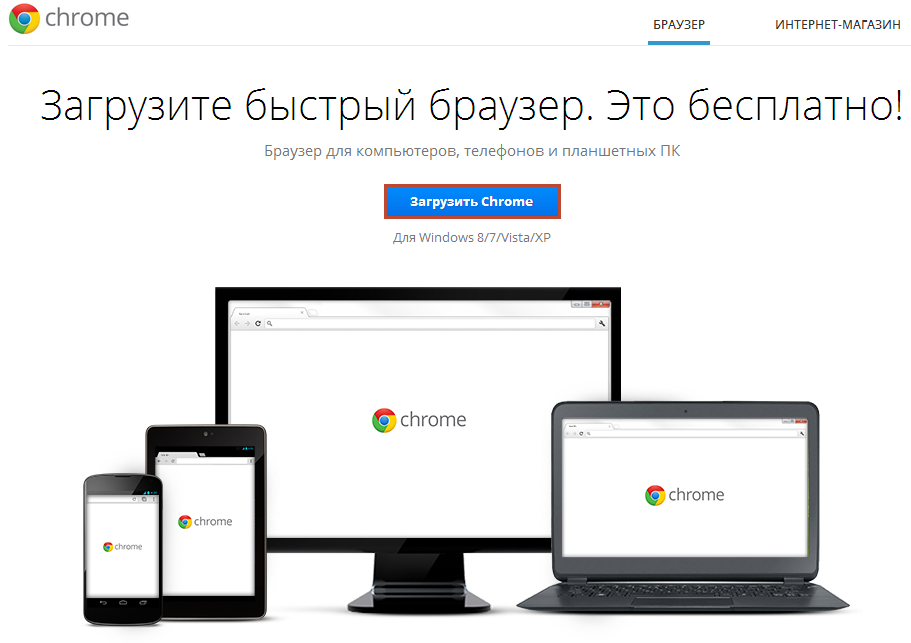 chrome
БРАУЗЕР
ИНТЕРНЕТ-МАГАЗИН
Загрузите быстрый браузер. Это бесплатно!
Браузер для компьютеров, телефонов и планшетных ПК
Загрузить Chrome
Для Windows 8/7/Vista/XP
chrome
chrome
chrome
chrome